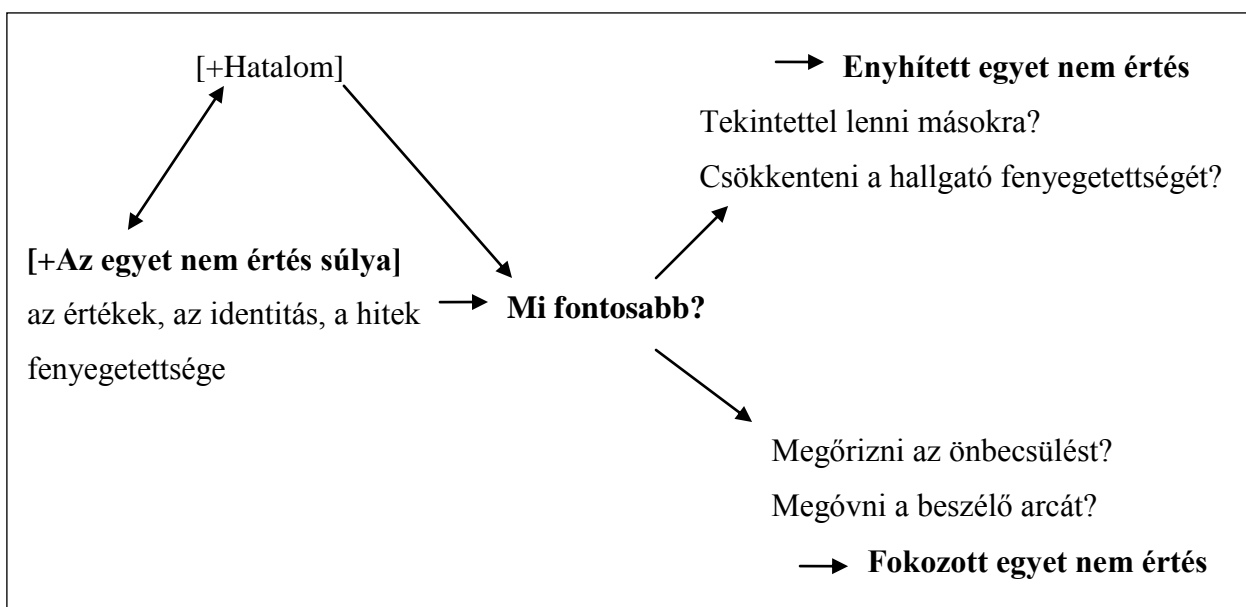 [+Hatalom]
Enyhített egyet nem értés
Tekintettel lenni másokra?
Csökkenteni a hallgató fenyegetettségét?
[+Az egyet nem értés súlya]
az értékek, az identitás, a hitek
fenyegetettsége
Mi fontosabb?
Megőrizni az önbecsülést?
Megóvni a beszélő arcát?
Fokozott egyet nem értés